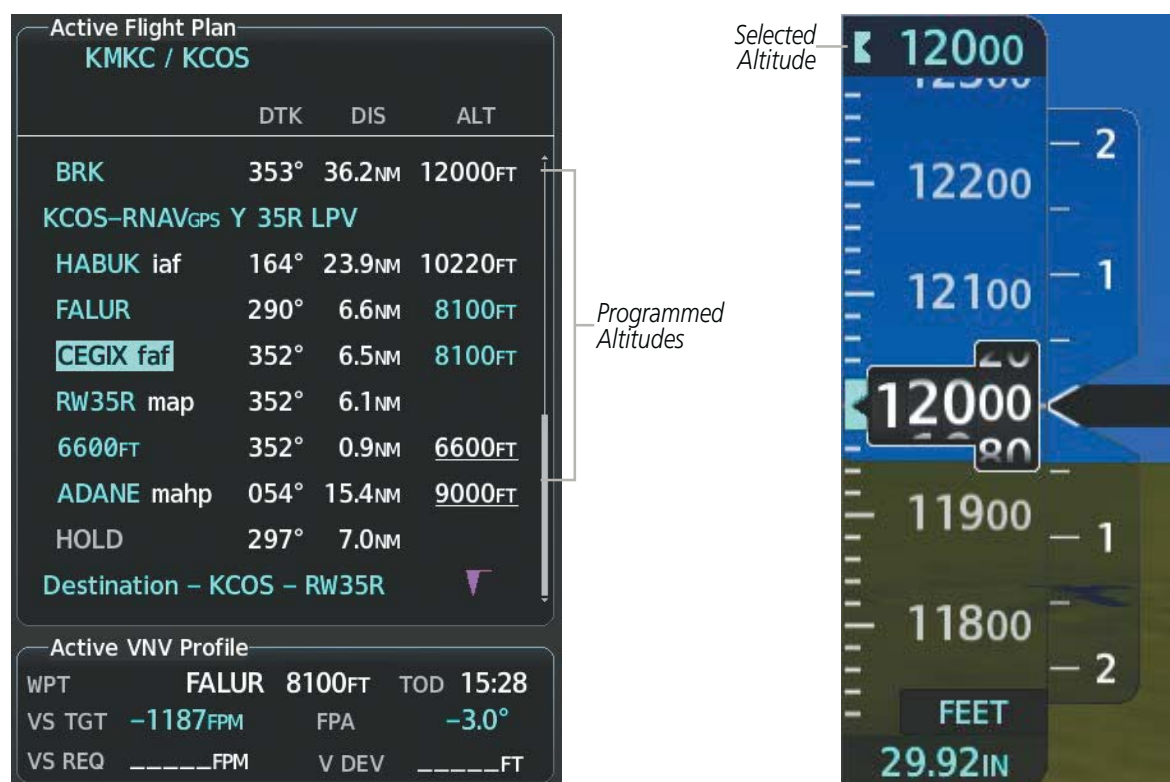 Active Flight Plan
KMKC / KCOS
DTK DIS ALT
BRK 353° 36.2NM 12000FT
KCOS–RNAVGPS Y 35R LPV
HABUK iaf 164° 23.9NM 10220FT
FALUR 290° 6.6NM 8100FT
CEGIX faf 352° 6.5NM 8100FT
RW35R map 352° 6.1NM
6600FT 352° 0.9NM 6600FT
ADANE mahp 054° 15.4NM 9000FT
HOLD 297° 7.0NM
Destination – KCOS – RW35R
Active VNV Profile
WPT FALUR 8100FT TOD 15:28
VS TGT –1187FPM FPA –3.0°
VS REQ _____FPM V DEV _____FT
Programmed
Altitudes
Selected
Altitude
12000
2
12200
12100 1
20
12000
80
11900 1
11800
2
FEET
29.92IN